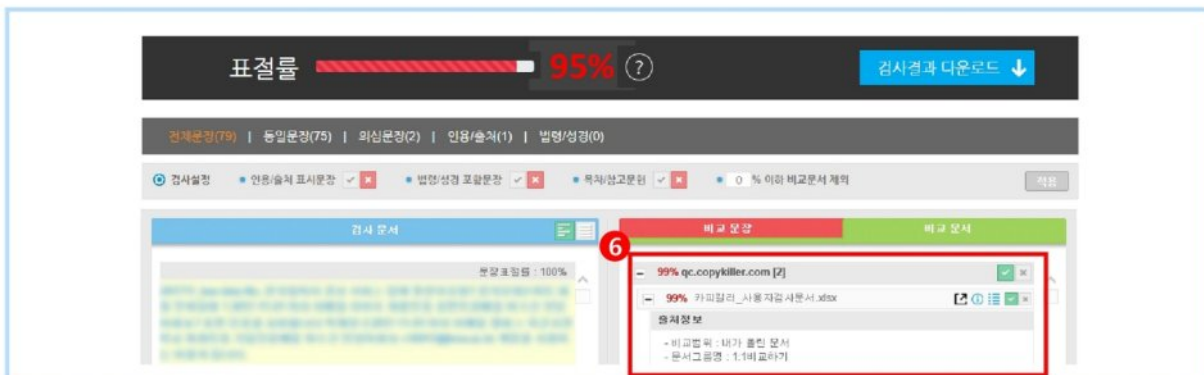 표절률 95% ?
검사결과 다운로드
전체문장(79) | 동일문장(75) | 의심문장(2) | 인용/출처(1) | 법령/성경(0)
검사설정 인용/출처 표시문장 법령/성경 포함문장 목차/참고문헌 0 % 이하 비교문서 제외 적용
검사 문서
비교 문장 비교 문서
6
문장표절률 : 100%
99% qc.copykiller.com [2]
99% 카피킬러_사용자검사문서.xlsx
출처정보
- 비교범위 : 내가 올린 문서
- 문서그룹명 : 1:1비교하기